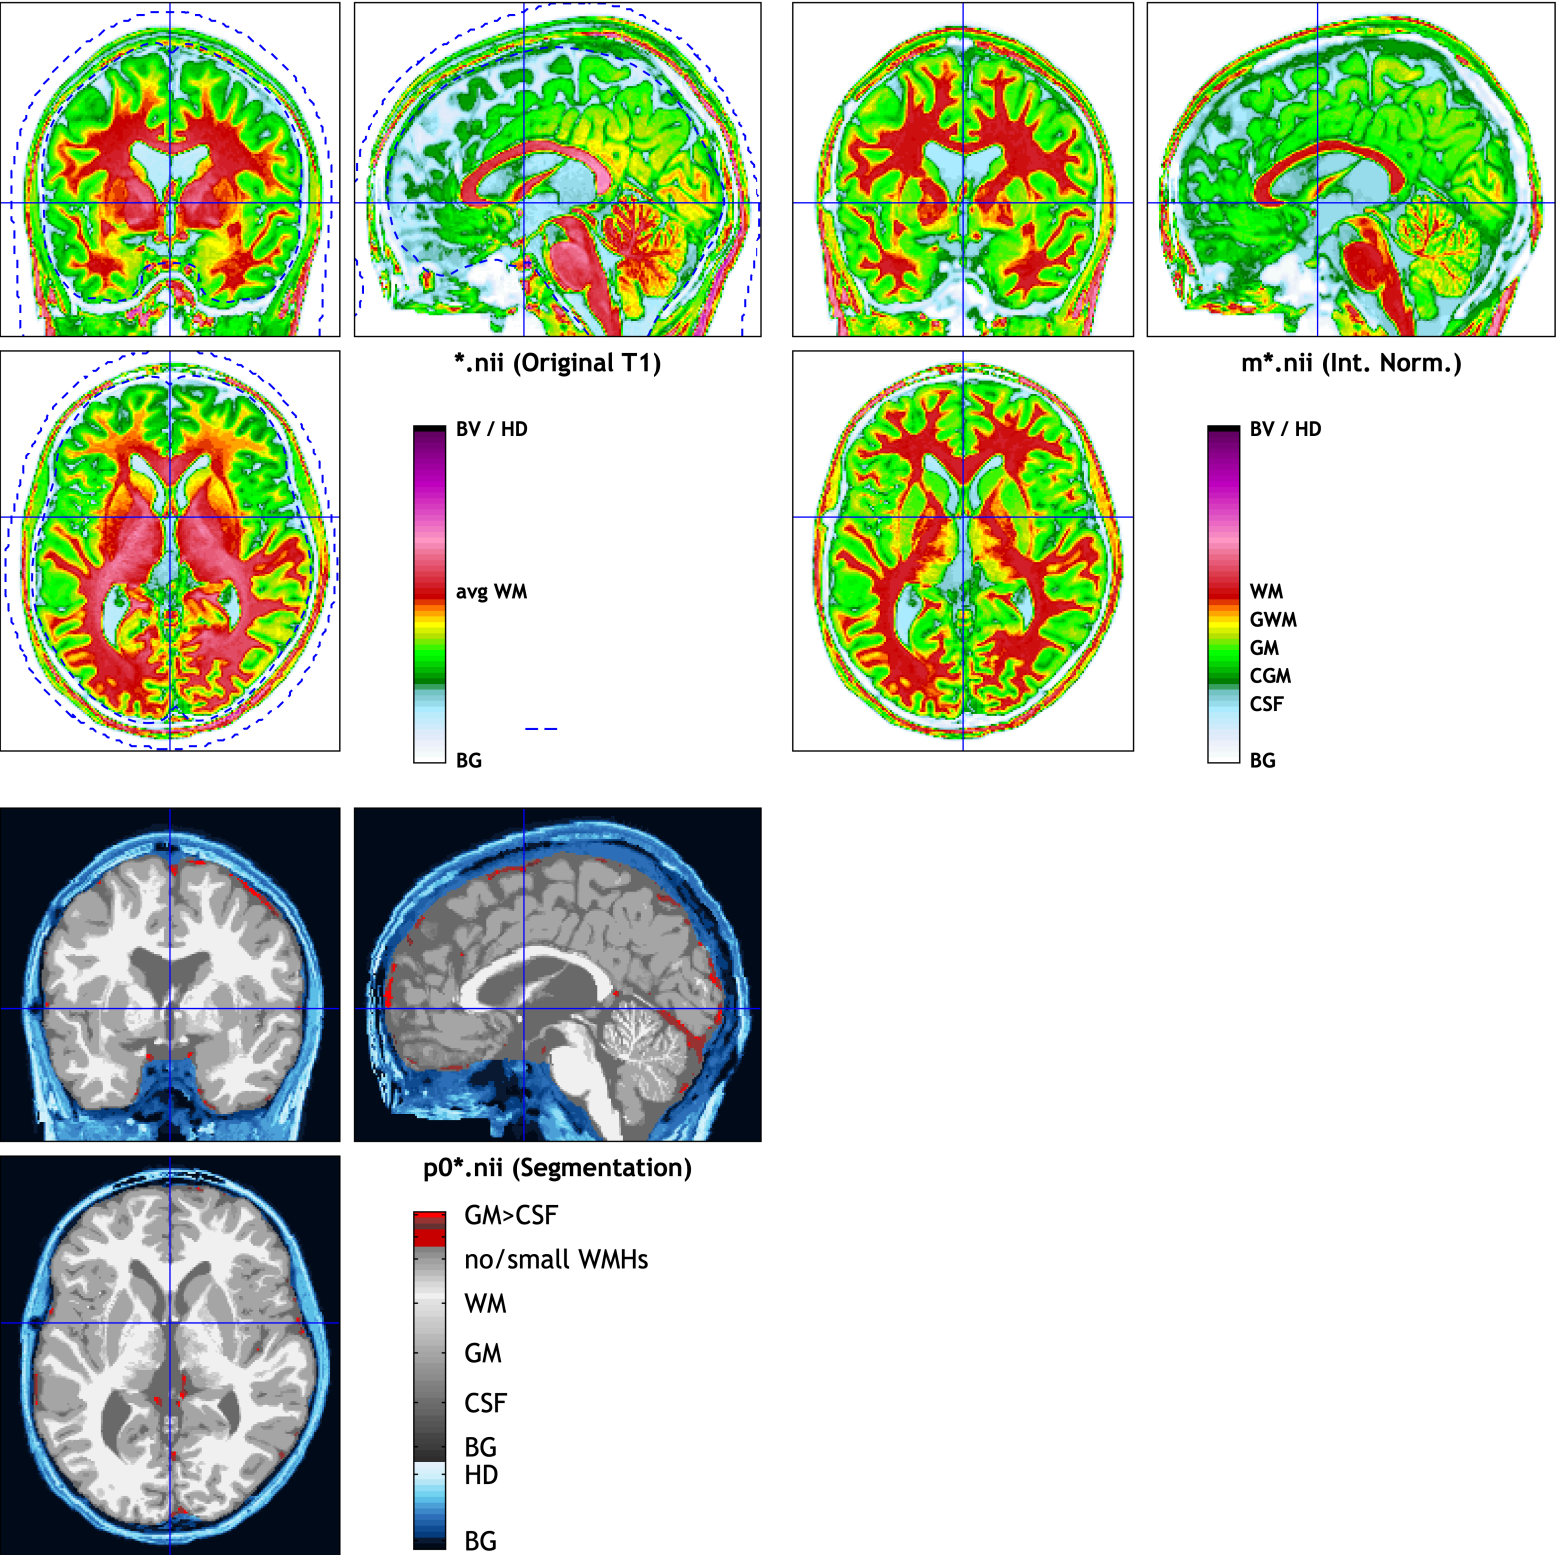 *.nii (Original T1)
BV / HD
avg WM
BG
m*.nii (Int. Norm.)
BV / HD
WM
GWM
GM
CGM
CSF
BG
p0*.nii (Segmentation)
GM>CSF
no/small WMHs
WM
GM
CSF
BG
HD
BG